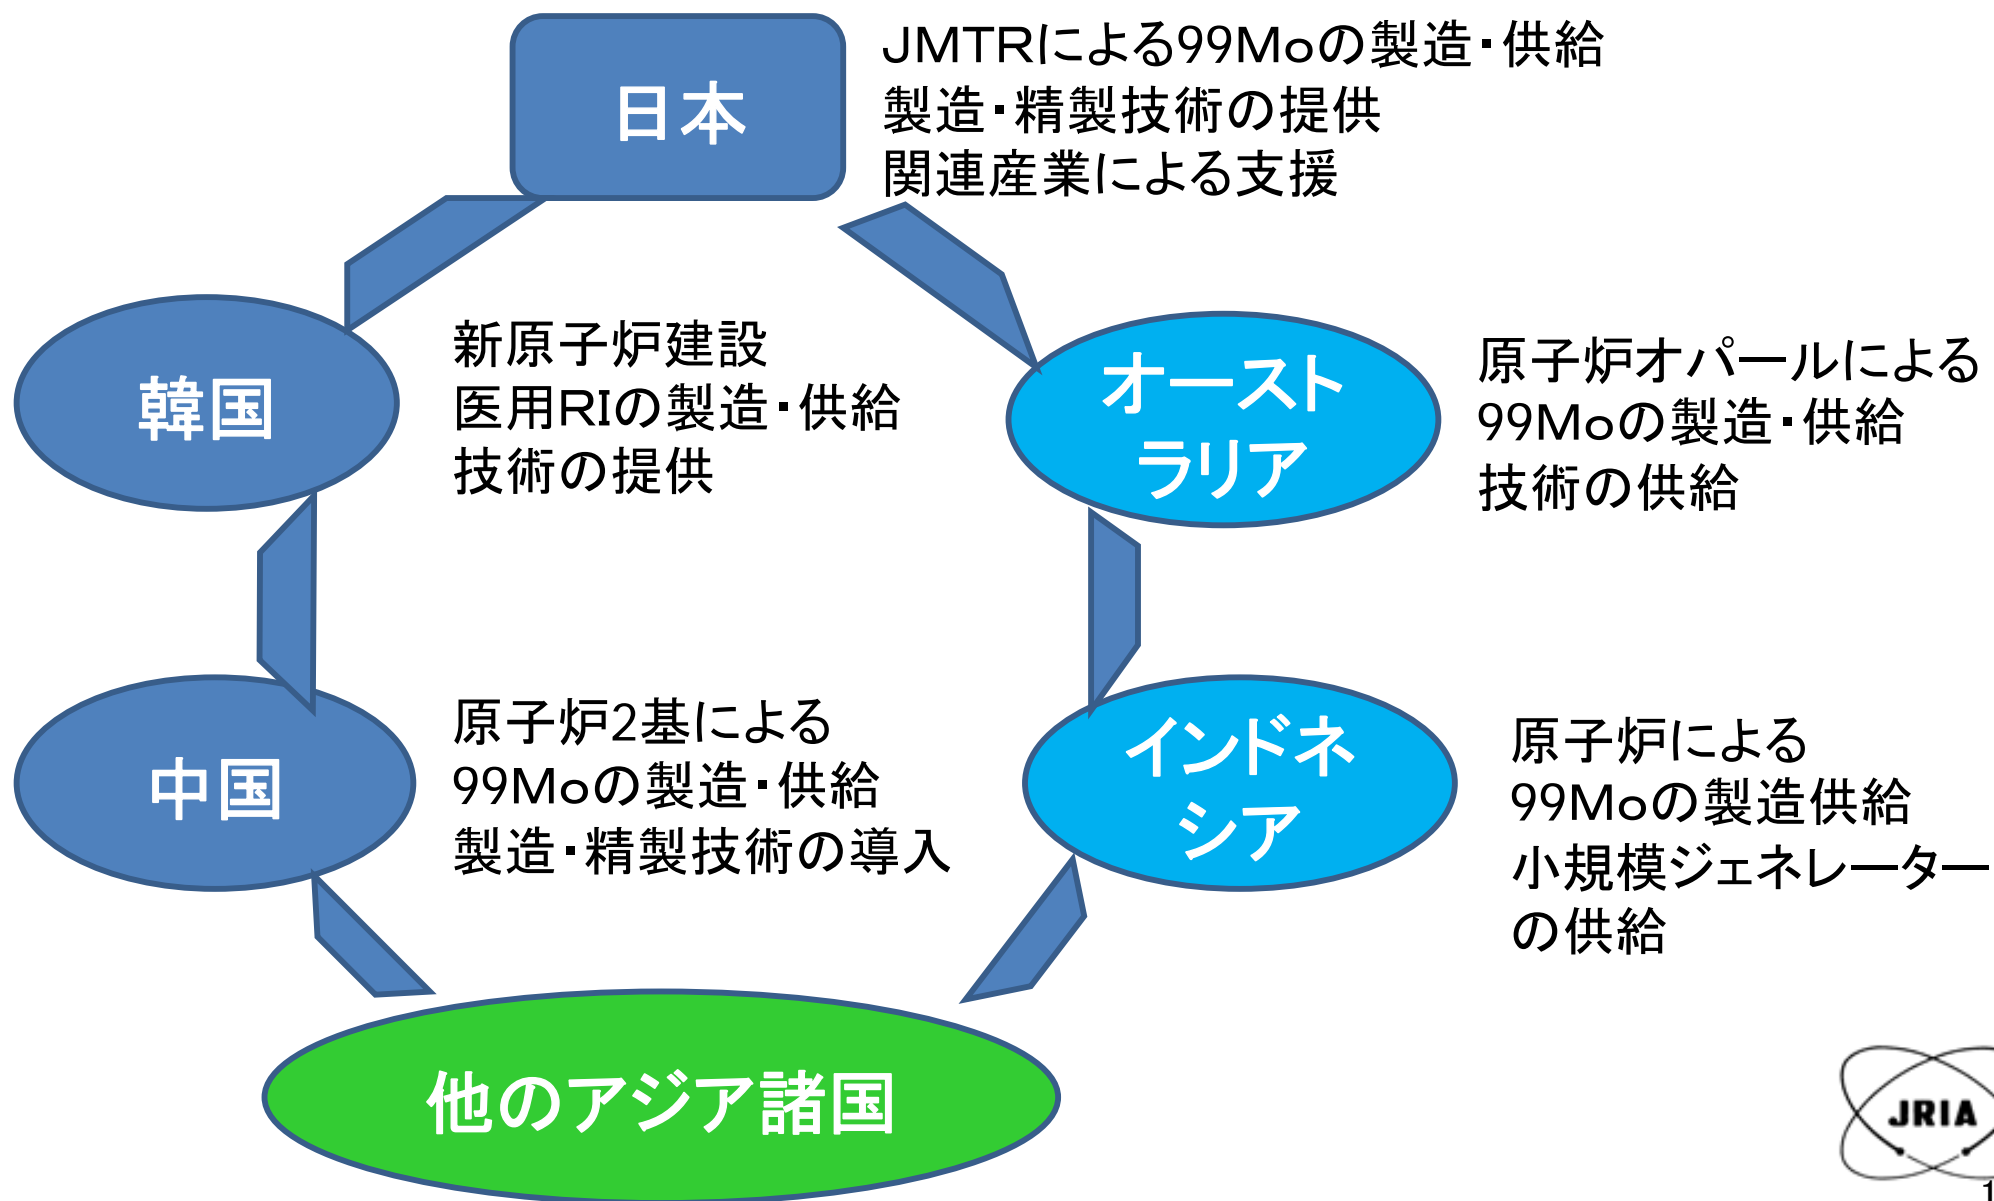 日本
JMTRによる99Moの製造・供給
製造・精製技術の提供
関連産業による支援
韓国
新原子炉建設
医用RIの製造・供給
技術の提供
オースト
ラリア
原子炉オパールによる
99Moの製造・供給
技術の供給
中国
原子炉2基による
99Moの製造・供給
製造・精製技術の導入
インドネ
シア
原子炉による
99Moの製造供給
小規模ジェネレーター
の供給
他のアジア諸国
JRIA
1